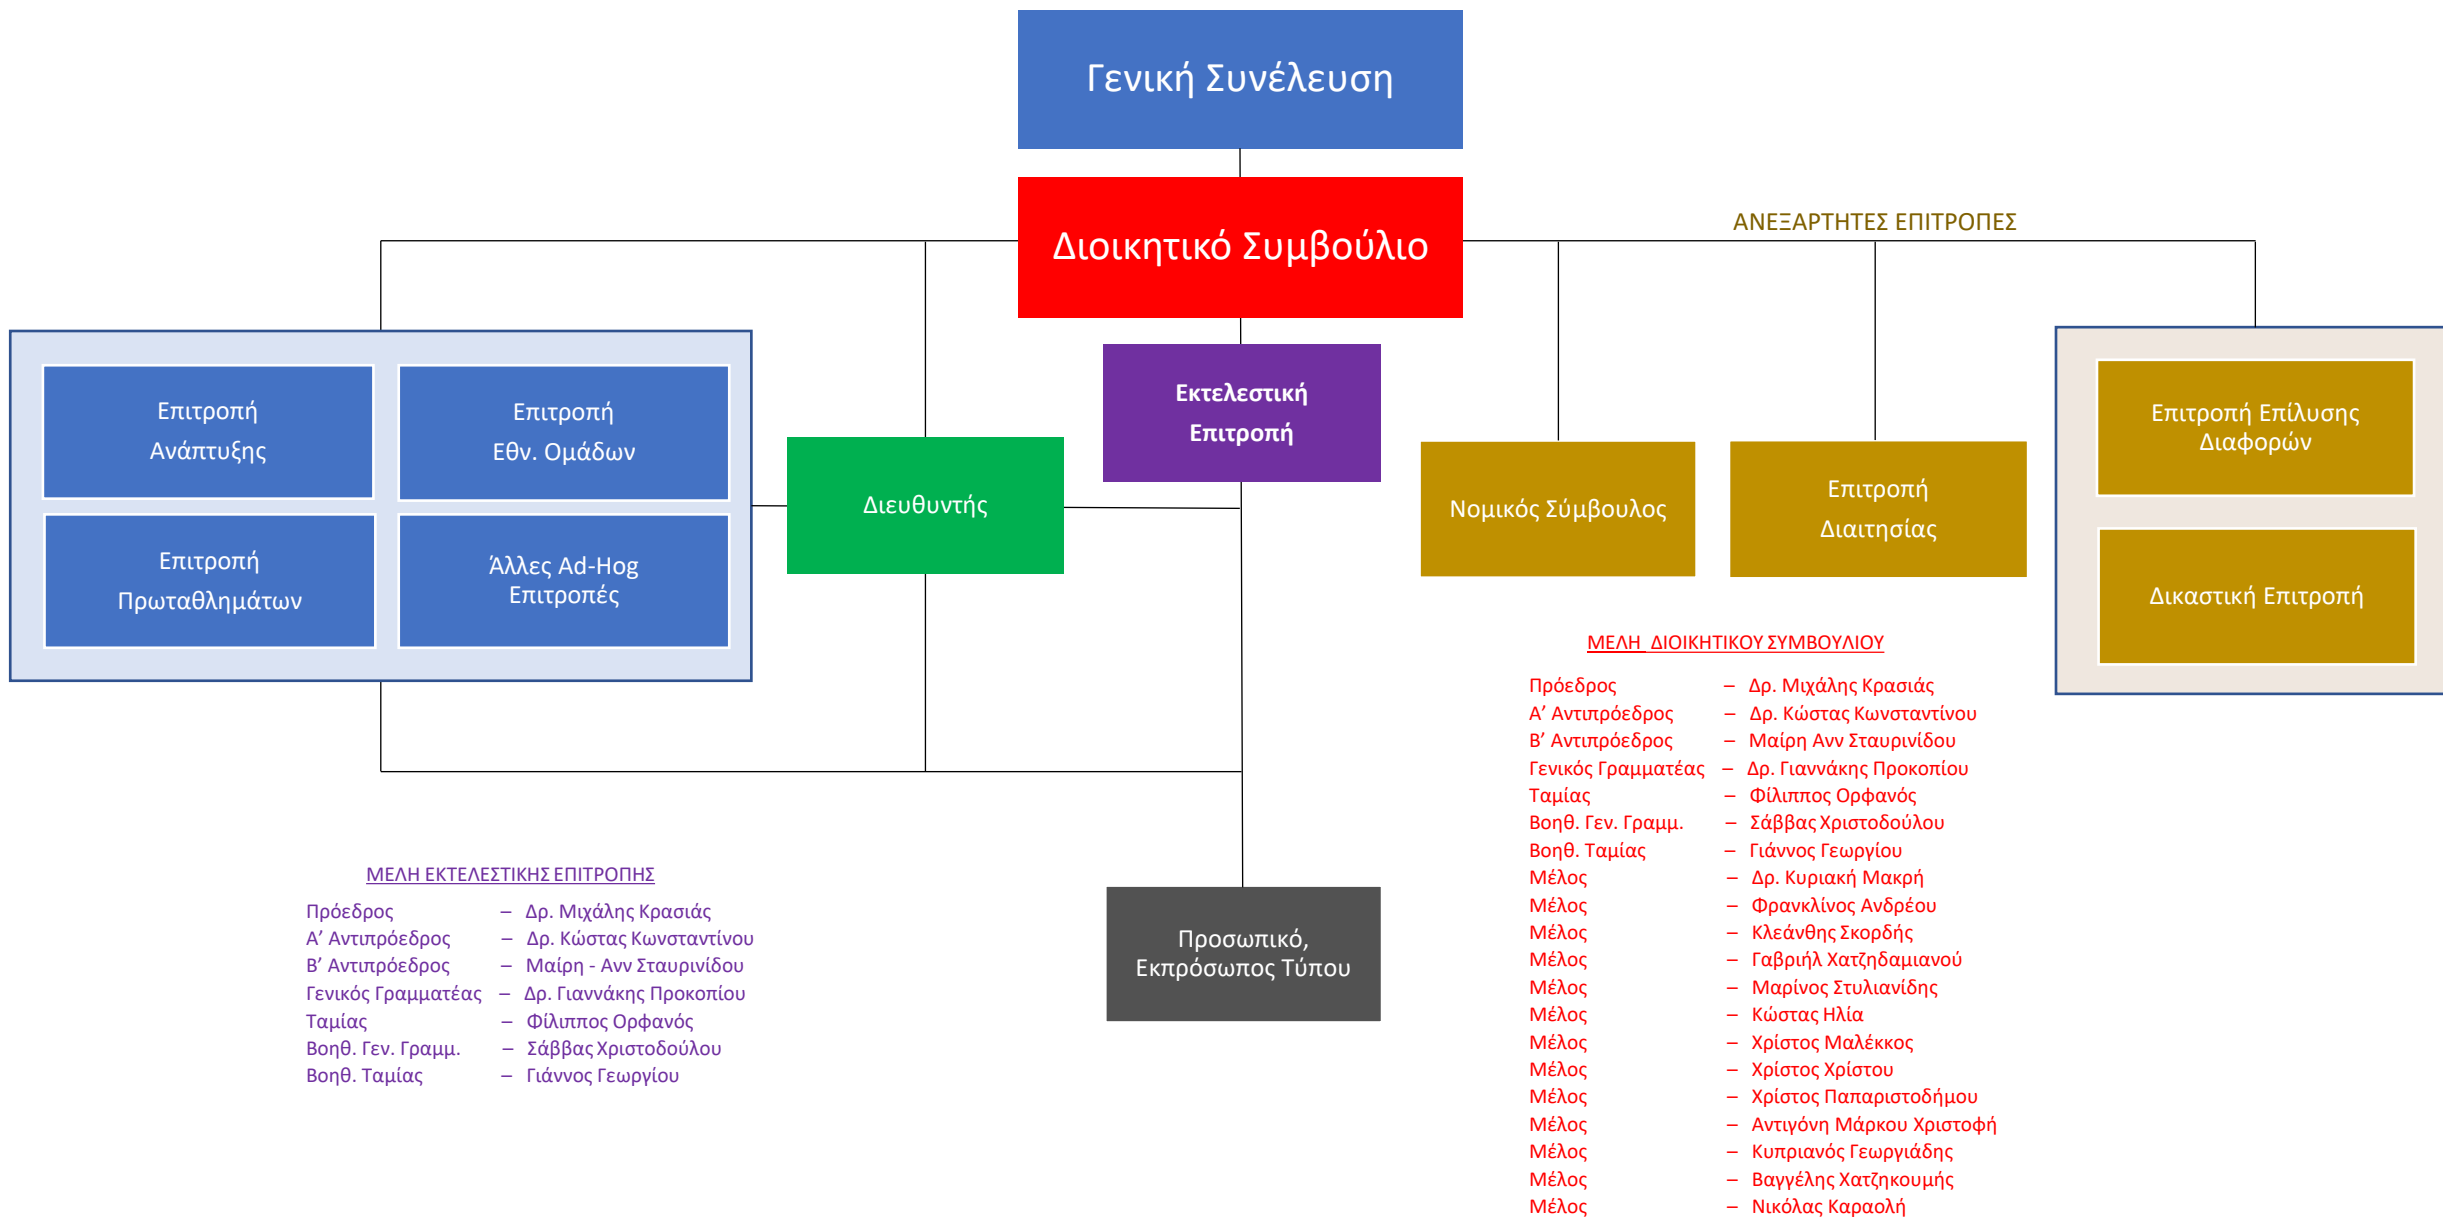 Γενική Συνέλευση
Διοικητικό Συμβούλιο
ΑΝΕΞΑΡΤΗΤΕΣ ΕΠΙΤΡΟΠΕΣ
Επιτροπή
Ανάπτυξης
Επιτροπή
Εθν. Ομάδων
Επιτροπή
Πρωταθλημάτων
Άλλες Ad-Hog
Επιτροπές
Διευθυντής
Εκτελεστική
Επιτροπή
Νομικός Σύμβουλος
Επιτροπή
Διαιτησίας
Επιτροπή Επίλυσης
Διαφορών
Δικαστική Επιτροπή
Προσωπικό,
Εκπρόσωπος Τύπου
ΜΕΛΗ ΕΚΤΕΛΕΣΤΙΚΗΣ ΕΠΙΤΡΟΠΗΣ
Πρόεδρος – Δρ. Μιχάλης Κρασιάς
Α’ Αντιπρόεδρος – Δρ. Κώστας Κωνσταντίνου
Β’ Αντιπρόεδρος – Μαίρη - Ανν Σταυρινίδου
Γενικός Γραμματέας – Δρ. Γιαννάκης Προκοπίου
Ταμίας – Φίλιππος Ορφανός
Βοηθ. Γεν. Γραμμ. – Σάββας Χριστοδούλου
Βοηθ. Ταμίας – Γιάννος Γεωργίου
ΜΕΛΗ ΔΙΟΙΚΗΤΙΚΟΥ ΣΥΜΒΟΥΛΙΟΥ
Πρόεδρος – Δρ. Μιχάλης Κρασιάς
Α’ Αντιπρόεδρος – Δρ. Κώστας Κωνσταντίνου
Β’ Αντιπρόεδρος – Μαίρη Ανν Σταυρινίδου
Γενικός Γραμματέας – Δρ. Γιαννάκης Προκοπίου
Ταμίας – Φίλιππος Ορφανός
Βοηθ. Γεν. Γραμμ. – Σάββας Χριστοδούλου
Βοηθ. Ταμίας – Γιάννος Γεωργίου
Μέλος – Δρ. Κυριακή Μακρή
Μέλος – Φρανκλίνος Ανδρέου
Μέλος – Κλεάνθης Σκορδής
Μέλος – Γαβριήλ Χατζηδαμιανού
Μέλος – Μαρίνος Στυλιανίδης
Μέλος – Κώστας Ηλία
Μέλος – Χρίστος Μαλέκκος
Μέλος – Χρίστος Χρίστου
Μέλος – Χρίστος Παπαριστοδήμου
Μέλος – Αντιγόνη Μάρκου Χριστοφή
Μέλος – Κυπριανός Γεωργιάδης
Μέλος – Βαγγέλης Χατζηκουμής
Μέλος – Νικόλας Καραολή